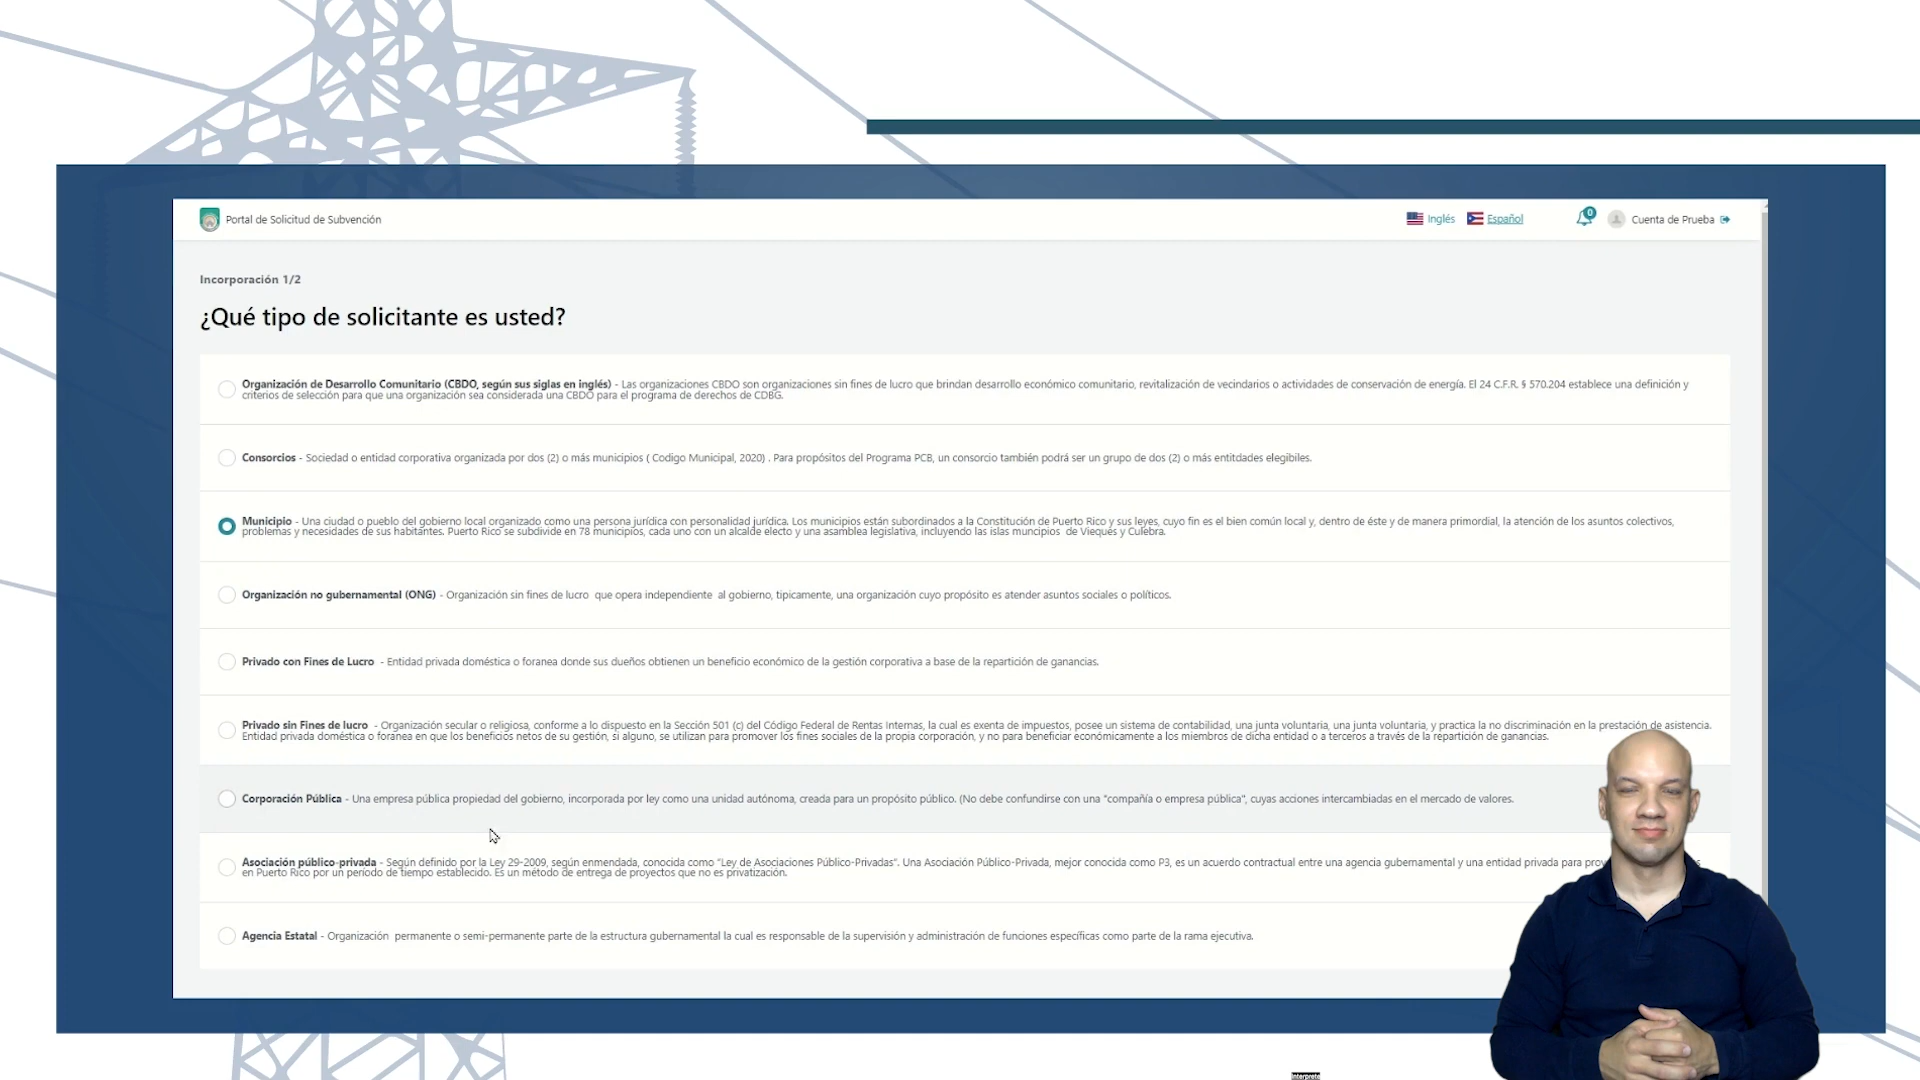 Portal de Solicitud de Subvención
Inglés
Español
0
Cuenta de Prueba
Incorporación 1/2
¿Qué tipo de solicitante es usted?
Organización de Desarrollo Comunitario (CBDO, según sus siglas en inglés) - Las organizaciones CBDO son organizaciones sin fines de lucro que brindan desarrollo económico comunitario, revitalización de vecindarios o actividades de conservación de energía. El 24 C.F.R. § 570.204 establece una definición y
criterios de selección para que una organización sea considerada una CBDO para el programa de derechos de CDBG.
Consorcios - Sociedad o entidad corporativa organizada por dos (2) o más municipios ( Codigo Municipal, 2020) . Para propósitos del Programa PCB, un consorcio también podrá ser un grupo de dos (2) o más entitdades elegibiles.
Municipio - Una ciudad o pueblo del gobierno local organizado como una persona jurídica con personalidad jurídica. Los municipios están subordinados a la Constitución de Puerto Rico y sus leyes, cuyo fin es el bien común local y, dentro de éste y de manera primordial, la atención de los asuntos colectivos,
problemas y necesidades de sus habitantes. Puerto Rico se subdivide en 78 municipios, cada uno con un alcalde electo y una asamblea legislativa, incluyendo las islas muncipios de Vieques y Culebra.
Organización no gubernamental (ONG) - Organización sin fines de lucro que opera independiente al gobierno, tipicamente, una organización cuyo propósito es atender asuntos sociales o políticos.
Privado con Fines de Lucro - Entidad privada doméstica o foranea donde sus dueños obtienen un beneficio económico de la gestión corporativa a base de la repartición de ganancias.
Privado sin Fines de lucro - Organización secular o religiosa, conforme a lo dispuesto en la Sección 501 (c) del Código Federal de Rentas Internas, la cual es exenta de impuestos, posee un sistema de contabilidad, una junta voluntaria, una junta voluntaria, y practica la no discriminación en la prestación de asistencia.
Entidad privada doméstica o foránea en que los beneficios netos de su gestión, si alguno, se utilizan para promover los fines sociales de la propia corporación, y no para beneficiar económicamente a los miembros de dicha entidad o a terceros a través de la repartición de ganancias.
Corporación Pública - Una empresa pública propiedad del gobierno, incorporada por ley como una unidad autónoma, creada para un propósito público. (No debe confundirse con una "compañía o empresa pública", cuyas acciones intercambiadas en el mercado de valores.
Asociación público-privada - Según definido por la Ley 29-2009, según enmendada, conocida como "Ley de Asociaciones Público-Privadas". Una Asociación Público-Privada, mejor conocida como P3, es un acuerdo contractual entre una agencia gubernamental y una entidad privada para
en Puerto Rico por un período de tiempo establecido. Es un método de entrega de proyectos que no es privatización.
Agencia Estatal - Organización permanente o semi-permanente parte de la estructura gubernamental la cual es responsable de la supervisión y administración de funciones específicas como parte de la rama ejecutiva.